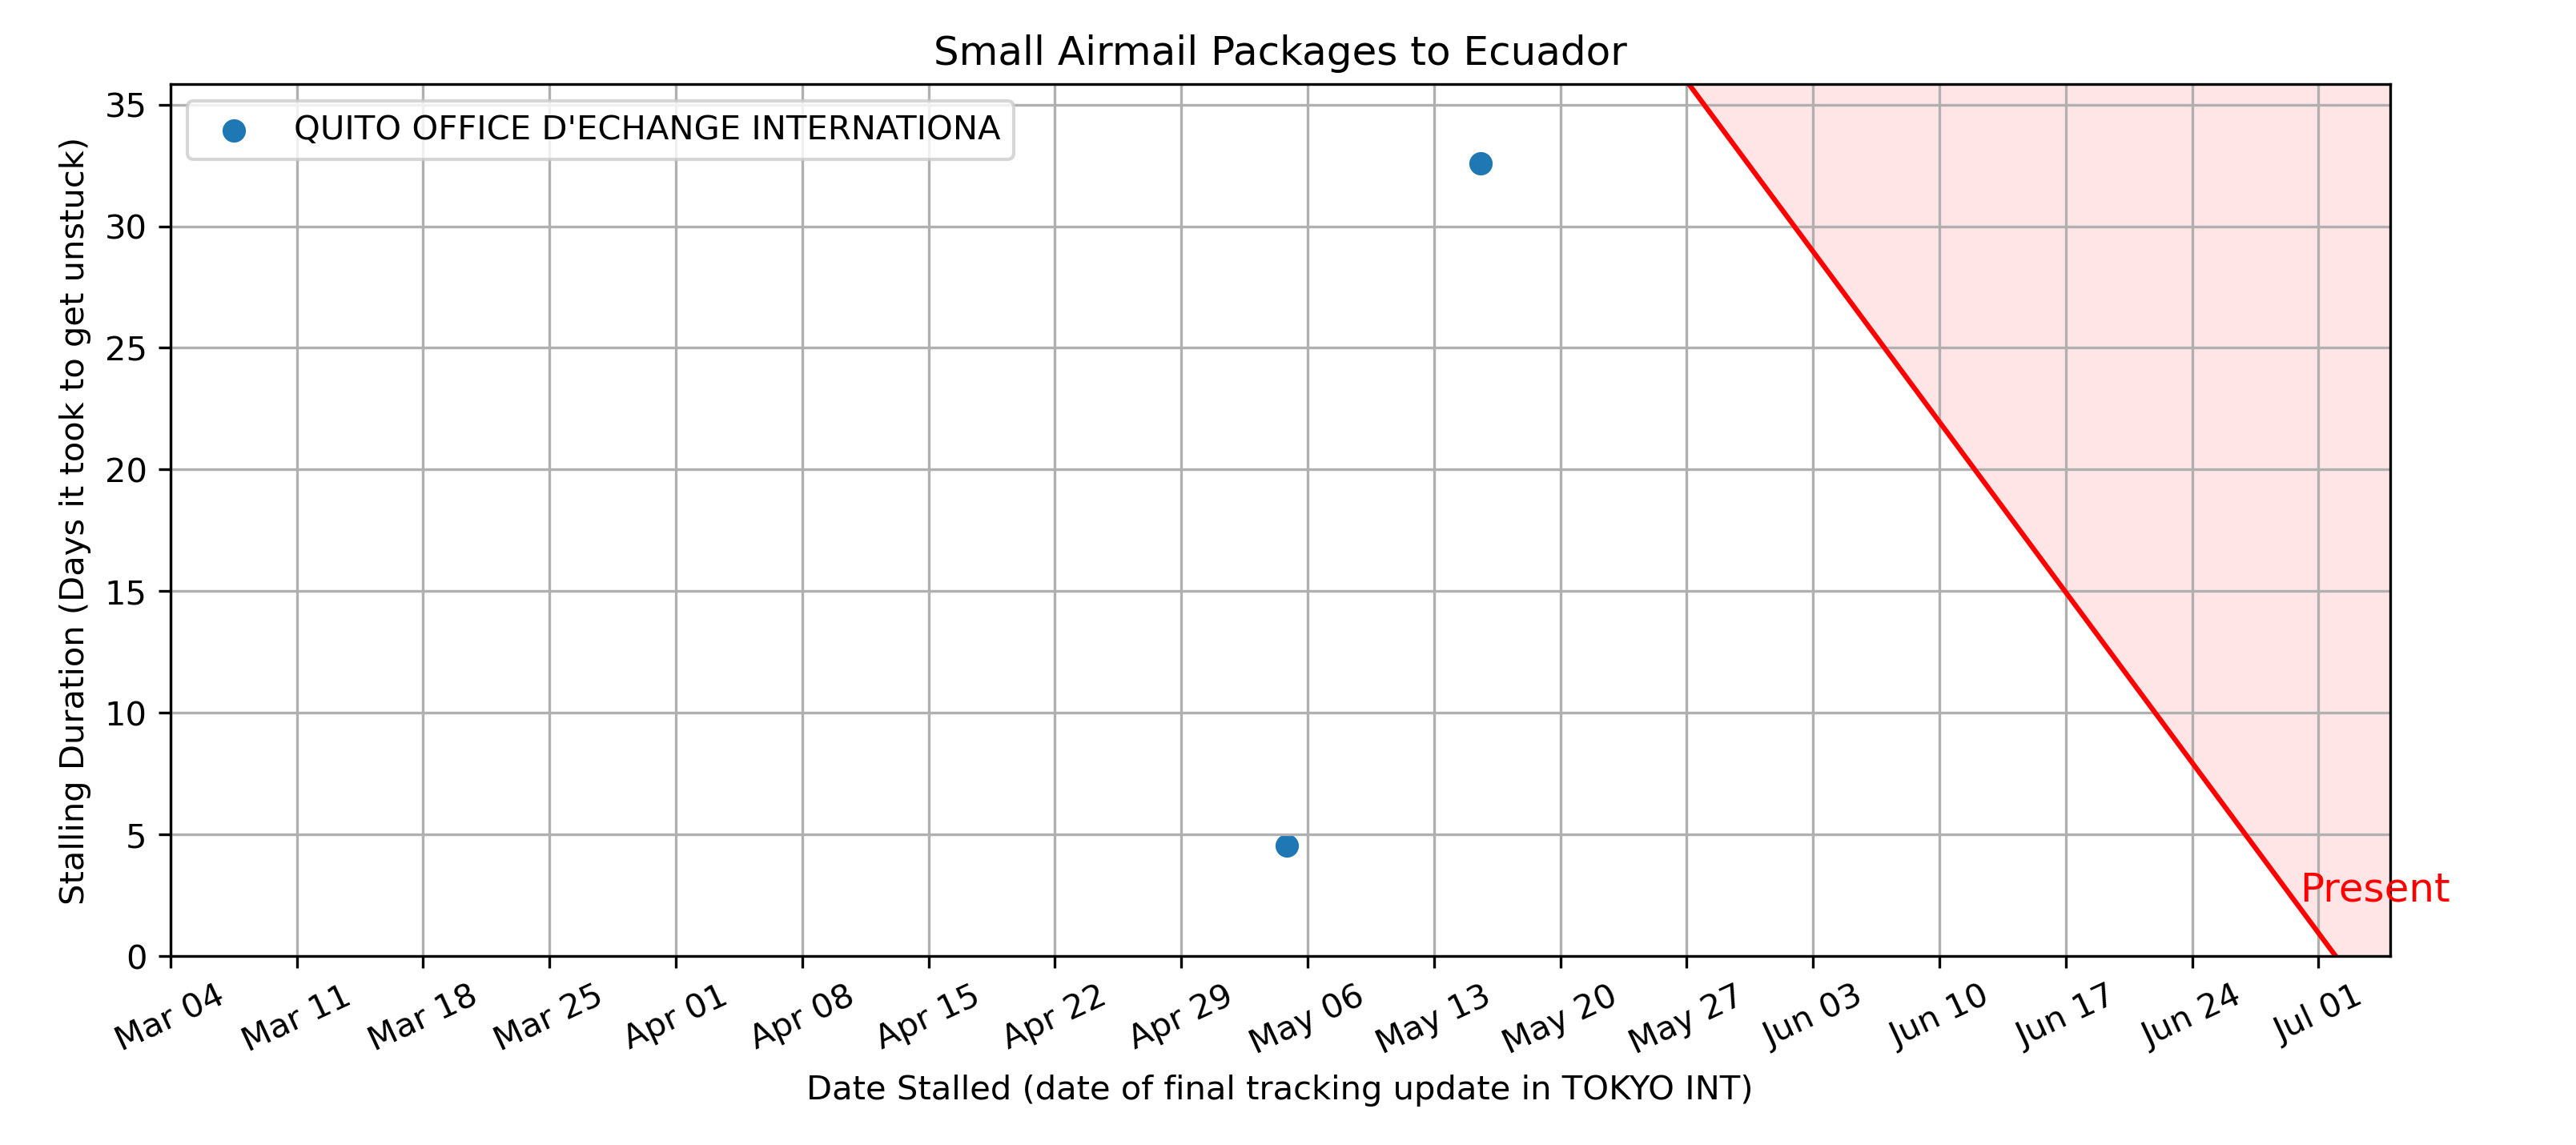 Small Airmail Packages to Ecuador
QUITO OFFICE D'ECHANGE INTERNATIONA
Stalling Duration (Days it took to get unstuck)
35
30
25
20
15
10
5
0
Present
Mar 04
Mar 11
Mar 18
Mar 25
Apr 01
Apr 08
Apr 15
Apr 22
Apr 29
May 06
May 13
May 20
May 27
Jun 03
Jun 10
Jun 17
Jun 24
Jul 01
Date Stalled (date of final tracking update in TOKYO INT)